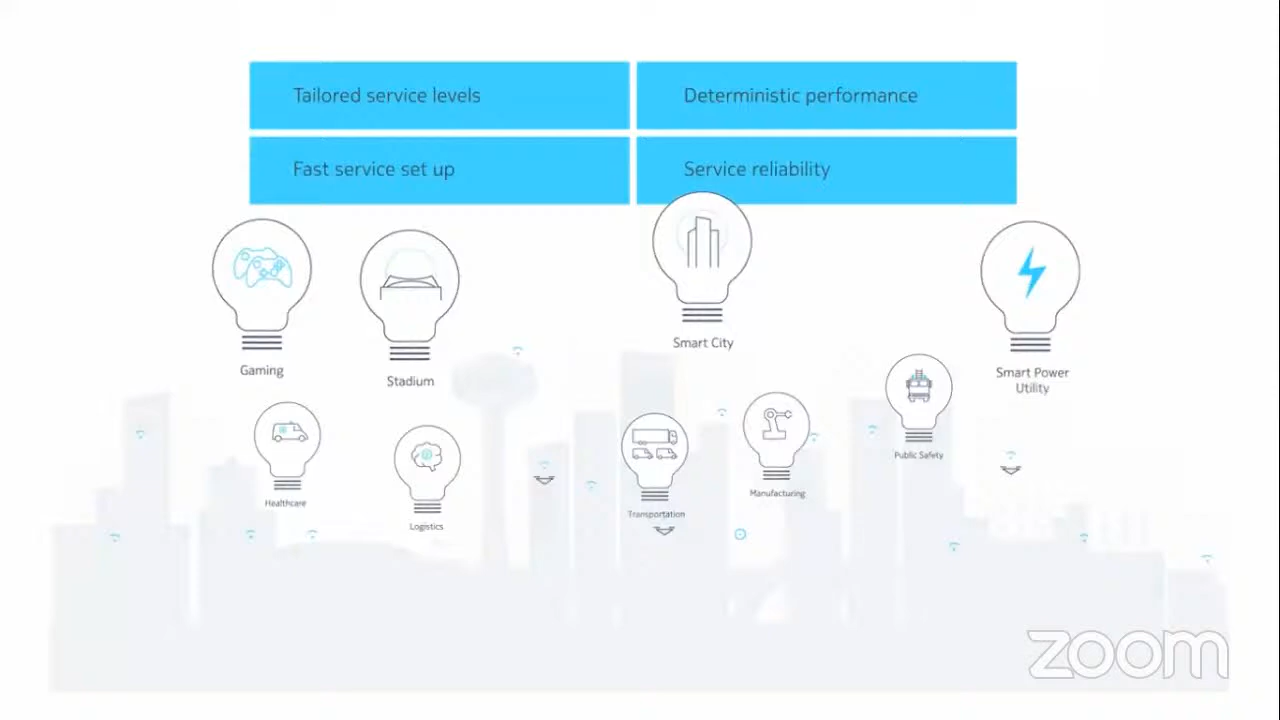 Tailored service levels
Deterministic performance
Fast service set up
Service reliability
Gaming
Stadium
Smart City
Smart Power
Utility
Healthcare
Logistics
Transportation
Manufacturing
Public Safety
zoom